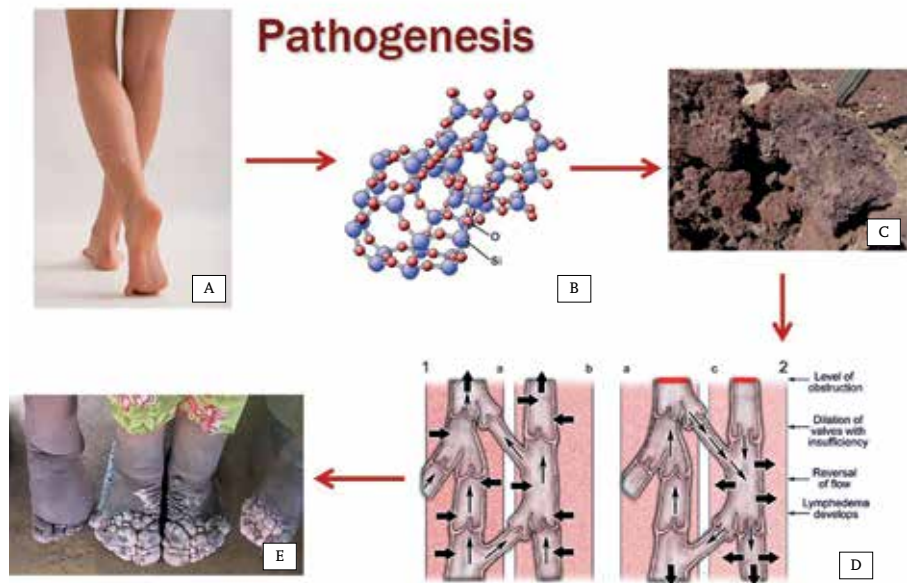 Pathogenesis
A
O
Si
B
C
1 a b a c 2
Level of
obstruction
Dilation of
valves with
insufficiency
Reversal
of flow
Lymphedema
develops
D
E